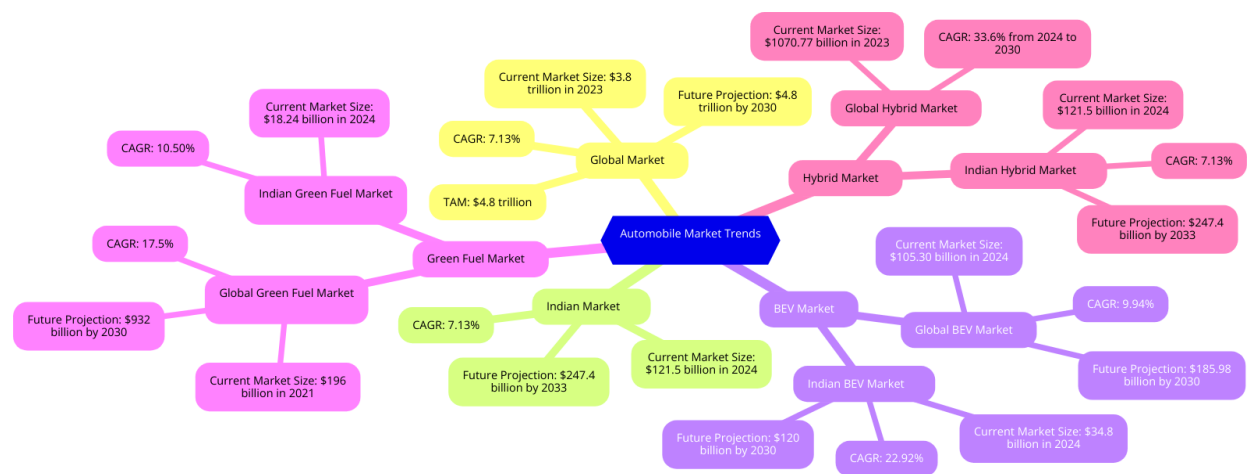 Automobile Market Trends
Global Market
Current Market Size: $3.8
trillion in 2023
Future Projection: $4.8
trillion by 2030
CAGR: 7.13%
TAM: $4.8 trillion
Hybrid Market
Global Hybrid Market
Current Market Size:
$1070.77 billion in 2023
CAGR: 33.6% from 2024 to
2030
Indian Hybrid Market
Current Market Size:
$121.5 billion in 2024
CAGR: 7.13%
Future Projection: $247.4
billion by 2033
BEV Market
Global BEV Market
Current Market Size:
$105.30 billion in 2024
CAGR: 9.94%
Future Projection: $185.98
billion by 2030
Indian BEV Market
Future Projection: $120
billion by 2030
CAGR: 22.92%
Current Market Size: $34.8
billion in 2024
Indian Market
CAGR: 7.13%
Future Projection: $247.4
billion by 2033
Current Market Size:
$121.5 billion in 2024
Green Fuel Market
Indian Green Fuel Market
Current Market Size:
$18.24 billion in 2024
CAGR: 10.50%
Global Green Fuel Market
CAGR: 17.5%
Future Projection: $932
billion by 2030
Current Market Size: $196
billion in 2021